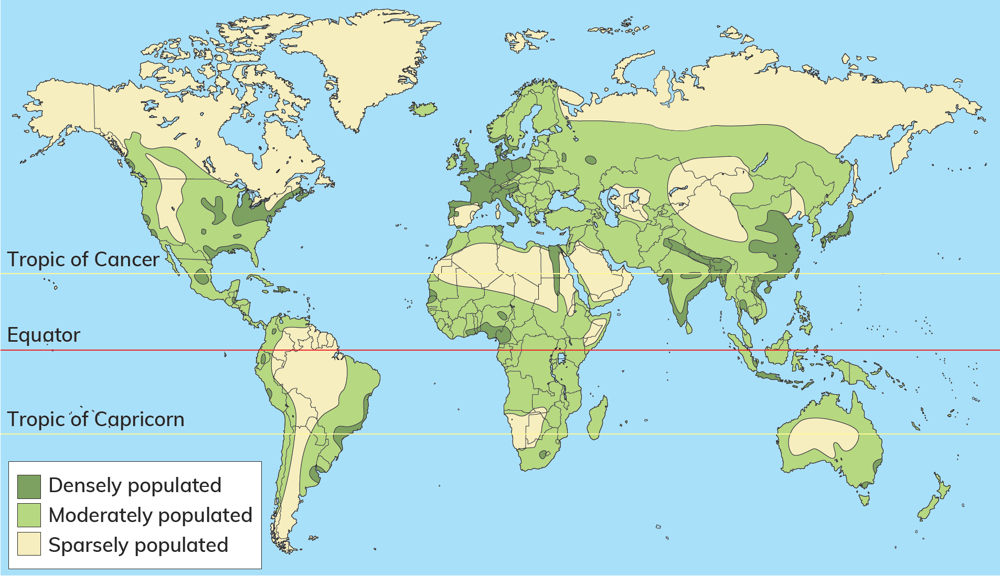 Tropic of Cancer
Equator
Tropic of Capricorn
Densely populated
Moderately populated
Sparsely populated